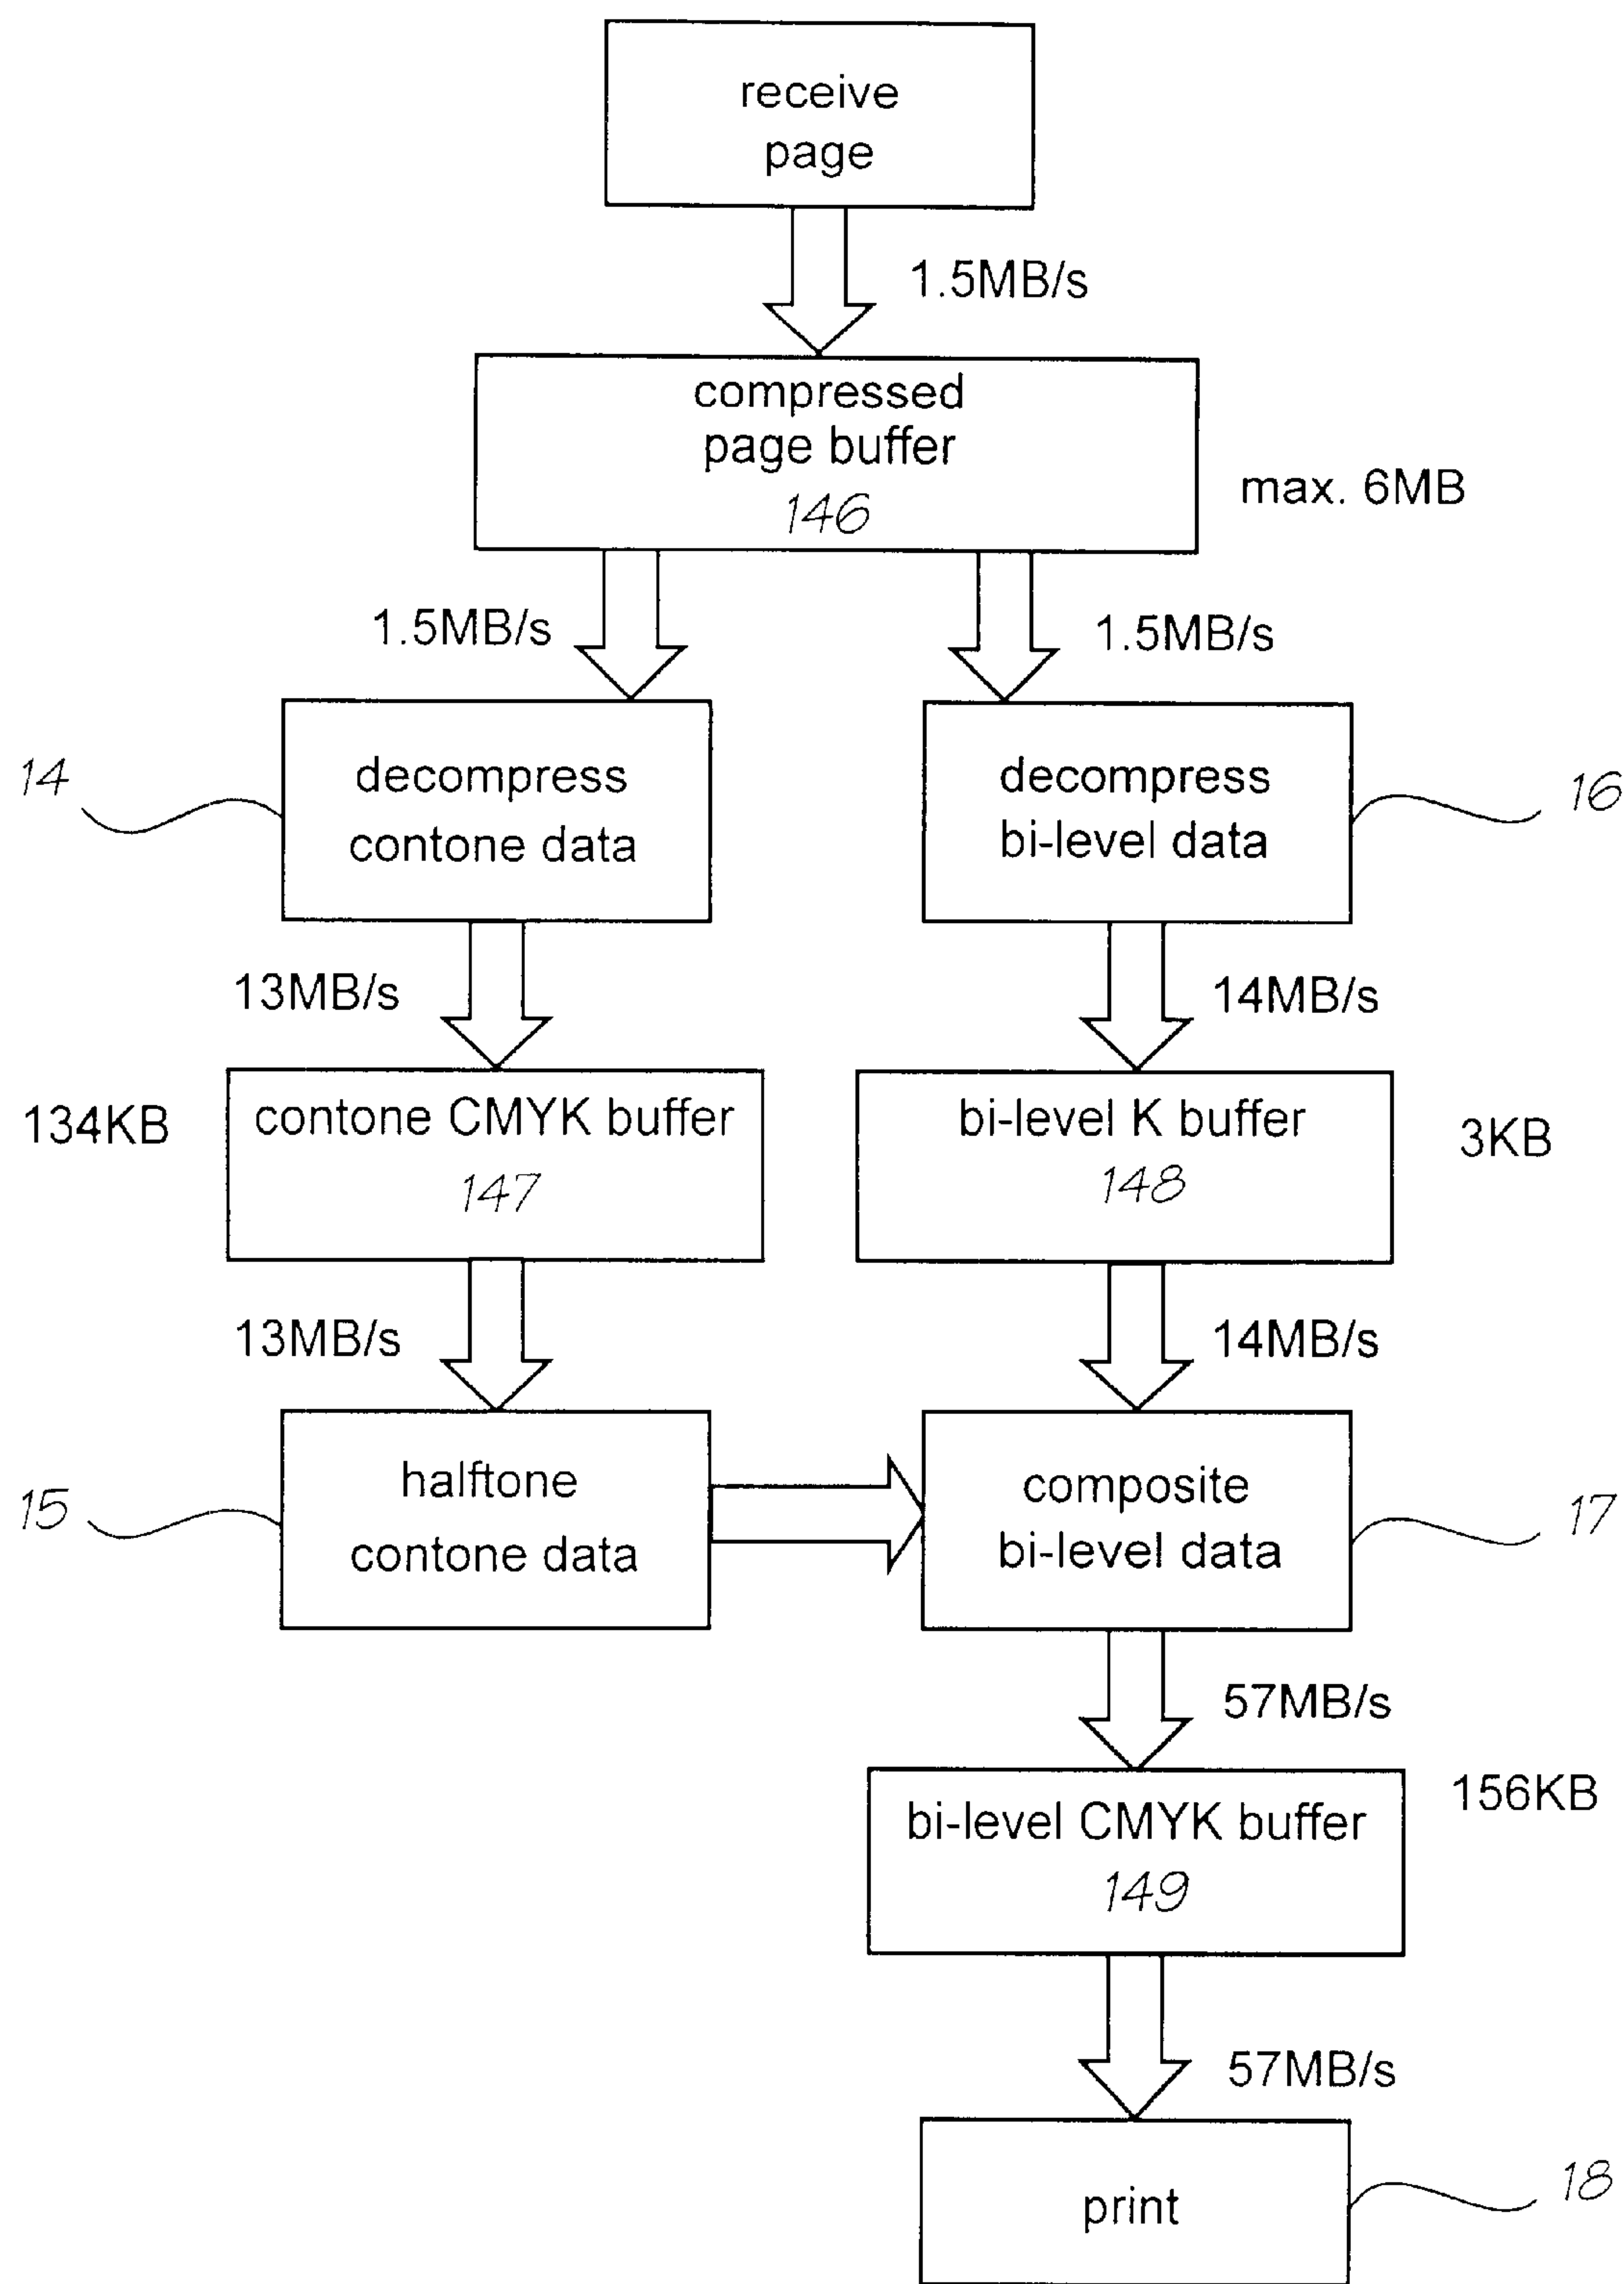 receive
page
1.5MB/s
compressed
page buffer
146
max. 6MB
1.5MB/s
1.5MB/s
14
decompress
contone data
decompress
bi-level data
16
13MB/s
14MB/s
134KB
contone CMYK buffer
147
bi-level K buffer
148
3KB
13MB/s
14MB/s
15
halftone
contone data
composite
bi-level data
17
57MB/s
bi-level CMYK buffer
149
156KB
57MB/s
print
18